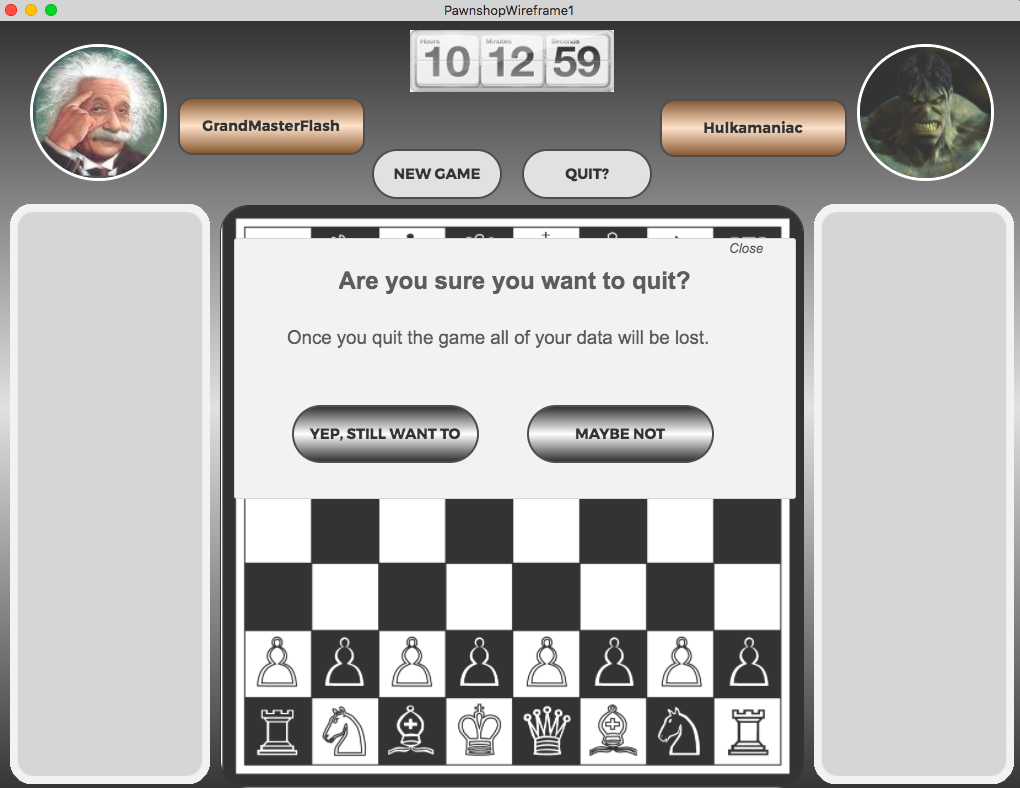 PawnshopWireframe1
Hours Minutes Seconds
10 12 59
GrandMasterFlash
Hulkamaniac
NEW GAME
QUIT?
Close
Are you sure you want to quit?
Once you quit the game all of your data will be lost.
YEP, STILL WANT TO
MAYBE NOT